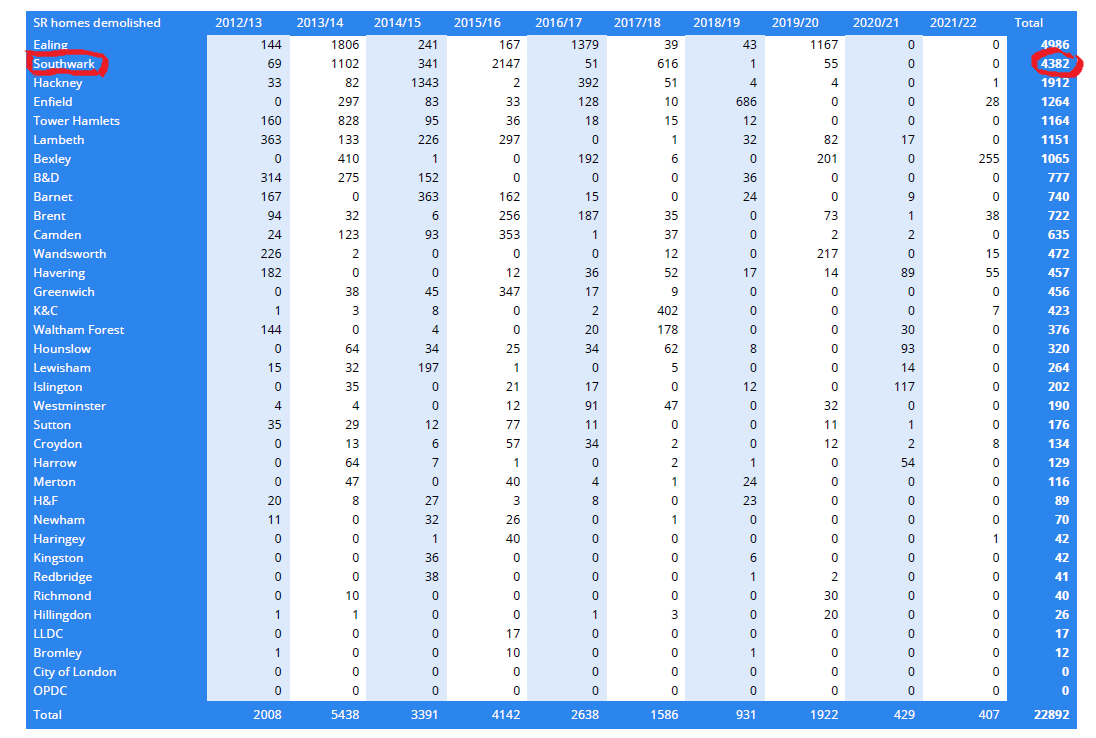 SR homes demolished 2012/13 2013/14 2014/15 2015/16 2016/17 2017/18 2018/19 2019/20 2020/21 2021/22 Total
Ealing 144 1806 241 167 1379 39 43 1167 0 0 4986
Southwark 69 1102 341 2147 51 616 1 55 0 0 4382
Hackney 33 82 1343 2 392 51 4 4 0 1 1912
Enfield 0 297 83 33 128 10 686 0 0 28 1264
Tower Hamlets 160 828 95 36 18 15 12 0 0 0 1164
Lambeth 363 133 226 297 0 1 32 82 17 0 1151
Bexley 0 410 1 0 192 6 0 201 0 255 1065
B&D 314 275 152 0 0 0 36 0 0 0 777
Barnet 167 0 363 162 15 0 24 0 9 0 740
Brent 94 32 6 256 187 35 0 73 1 38 722
Camden 24 123 93 353 1 37 0 2 2 0 635
Wandsworth 226 2 0 0 0 12 0 217 0 15 472
Havering 182 0 0 12 36 52 17 14 89 55 457
Greenwich 0 38 45 347 17 9 0 0 0 0 456
K&C 1 3 8 0 2 402 0 0 0 7 423
Waltham Forest 144 0 4 0 20 178 0 0 30 0 376
Hounslow 0 64 34 25 34 62 8 0 93 0 320
Lewisham 15 32 197 1 0 5 0 0 14 0 264
Islington 0 35 0 21 17 0 12 0 117 0 202
Westminster 4 4 0 12 91 47 0 32 0 0 190
Sutton 35 29 12 77 11 0 0 11 1 0 176
Croydon 0 13 6 57 34 2 0 12 2 8 134
Harrow 0 64 7 1 0 2 1 0 54 0 129
Merton 0 47 0 40 4 1 24 0 0 0 116
H&F 20 8 27 3 8 0 23 0 0 0 89
Newham 11 0 32 26 0 1 0 0 0 0 70
Haringey 0 0 1 40 0 0 0 0 0 1 42
Kingston 0 0 36 0 0 0 6 0 0 0 42
Redbridge 0 0 38 0 0 0 1 2 0 0 41
Richmond 0 10 0 0 0 0 0 30 0 0 40
Hillingdon 1 1 0 0 1 3 0 20 0 0 26
LLDC 0 0 0 17 0 0 0 0 0 0 17
Bromley 1 0 0 10 0 0 1 0 0 0 12
City of London 0 0 0 0 0 0 0 0 0 0 0
OPDC 0 0 0 0 0 0 0 0 0 0 0
Total 2008 5438 3391 4142 2638 1586 931 1922 429 407 22892